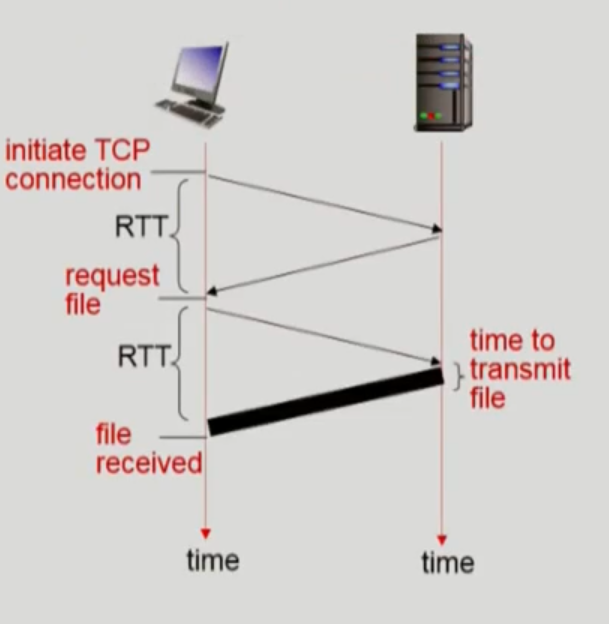 initiate TCP
connection
RTT
request
file
RTT
time to
transmit
file
file
received
time
time